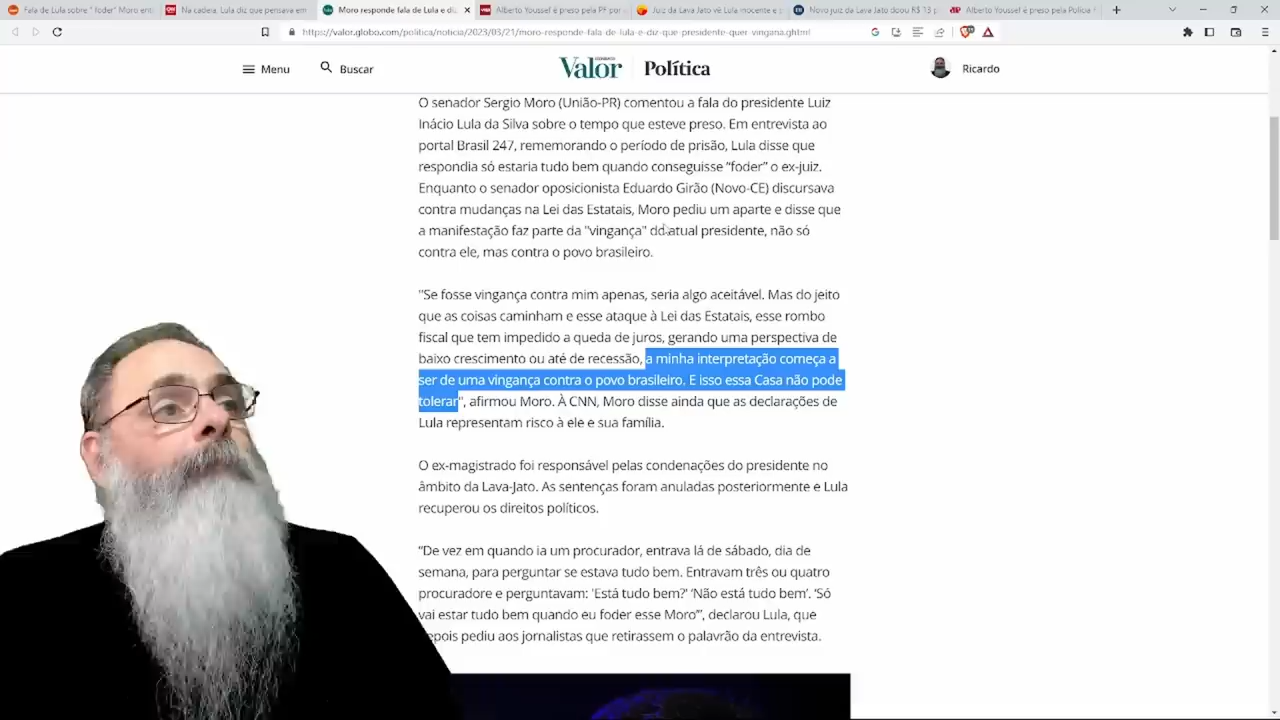 Fala de Lula sobre "foder" Moro ent
Na cadeia, Lula diz que pensava em
Moro responde fala de Lula e di
Alberto Youssef é preso pela PF por
Juiz da Lava Jato vê Lula inocente e
Novo juiz da Lava Jato doou R$ 13
Alberto Youssef é preso pela Polícia
https://valor.globo.com/politica/noticia/2023/03/21/moro-responde-fala-de-lula-e-diz-que-presidente-quer-vingana.ghtml
Menu
Buscar
Valor
Política
Ricardo
O senador Sergio Moro (União-PR) comentou a fala do presidente Luiz
Inácio Lula da Silva sobre o tempo que esteve preso. Em entrevista ao
portal Brasil 247, rememorando o período de prisão, Lula disse que
respondia só estaria tudo bem quando conseguisse "foder" o ex-juiz.
Enquanto o senador oposicionista Eduardo Girão (Novo-CE) discursava
contra mudanças na Lei das Estatais, Moro pediu um aparte e disse que
a manifestação faz parte da "vingança" do atual presidente, não só
contra ele, mas contra o povo brasileiro.
"Se fosse vingança contra mim apenas, seria algo aceitável. Mas do jeito
que as coisas caminham e esse ataque à Lei das Estatais, esse rombo
fiscal que tem impedido a queda de juros, gerando uma perspectiva de
baixo crescimento ou até de recessão, a minha interpretação começa a
ser de uma vingança contra o povo brasileiro. E isso essa Casa não pode
tolerar", afirmou Moro. À CNN, Moro disse ainda que as declarações de
Lula representam risco à ele e sua família.
O ex-magistrado foi responsável pelas condenações do presidente no
âmbito da Lava-Jato. As sentenças foram anuladas posteriormente e Lula
recuperou os direitos políticos.
"De vez em quando ia um procurador, entrava lá de sábado, dia de
semana, para perguntar se estava tudo bem. Entravam três ou quatro
procuradore e perguntavam: 'Está tudo bem?' 'Não está tudo bem'. 'Só
vai estar tudo bem quando eu foder esse Moro'", declarou Lula, que
depois pediu aos jornalistas que retirassem o palavrão da entrevista.